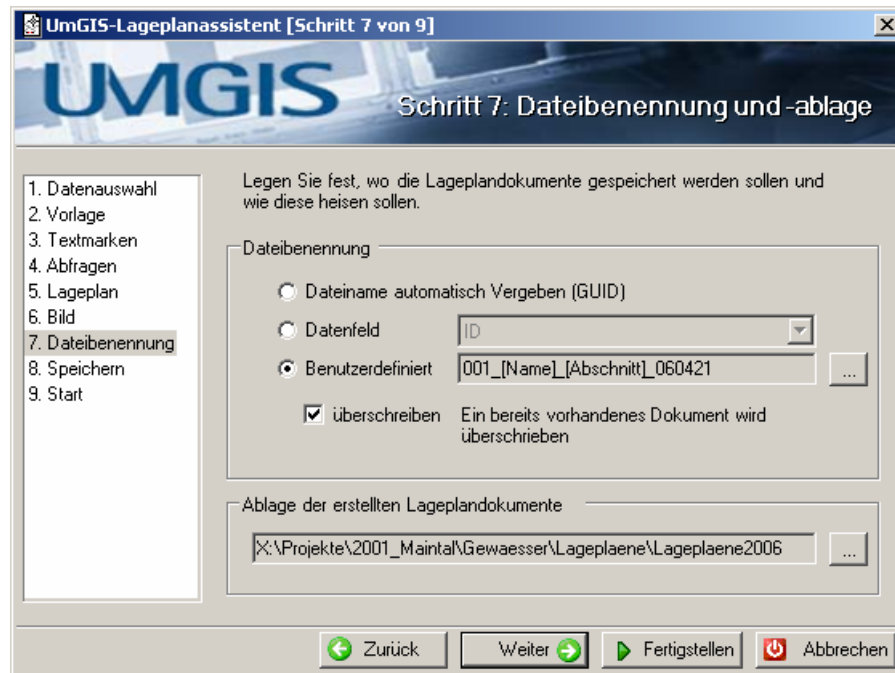 UmGIS-Lageplanassistent [Schritt 7 von 9]
UMGIS
Schritt 7: Dateibenennung und -ablage
1. Datenauswahl
2. Vorlage
3. Textmarken
4. Abfragen
5. Lageplan
6. Bild
7. Dateibenennung
8. Speichern
9. Start
Legen Sie fest, wo die Lageplandokumente gespeichert werden sollen und
wie diese heisen sollen.
Dateibenennung
Dateiname automatisch Vergeben (GUID)
Datenfeld
ID
Benutzerdefiniert
001_[Name]_[Abschnitt]_060421
...
überschreiben
Ein bereits vorhandenes Dokument wird
überschrieben
Ablage der erstellten Lageplandokumente
X:\Projekte\2001_Maintal\Gewaesser\Lageplaene\Lageplaene2006
...
Zurück
Weiter
Fertigstellen
Abbrechen